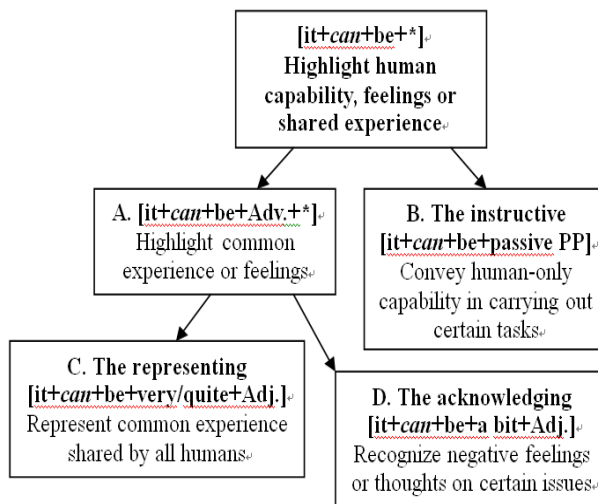 [it+can+be+*]
Highlight human
capability, feelings or
shared experience
A. [it+can+be+Adv.+*]
Highlight common
experience or feelings
B. The instructive
[it+can+be+passive PP]
Convey human-only
capability in carrying out
certain tasks
C. The representing
[it+can+be+very/quite+Adj.]
Represent common experience
shared by all humans
D. The acknowledging
[it+can+be+a bit+Adj.]
Recognize negative feelings
or thoughts on certain issues